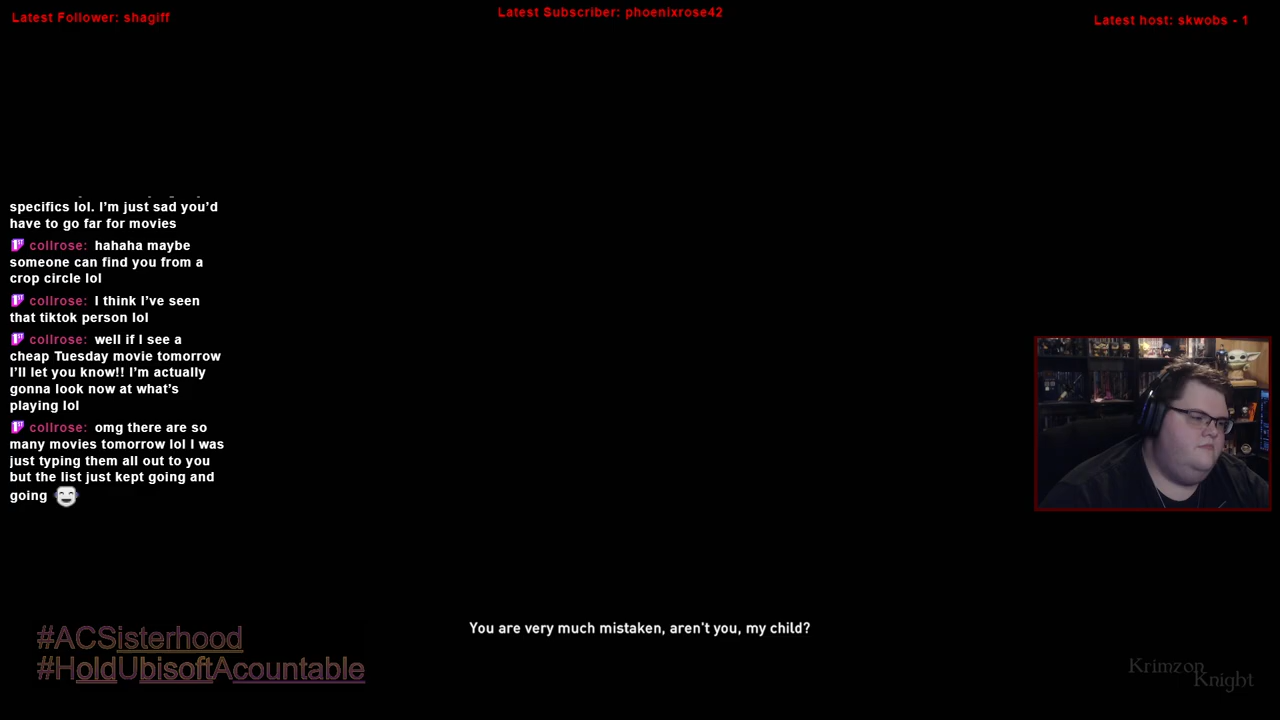 Latest Follower: shagiff
Latest Subscriber: phoenixrose42
Latest host: skwobs - 1
specifics lol. I'm just sad you'd
have to go far for movies
collrose: hahaha maybe
someone can find you from a
crop circle lol
collrose: I think I've seen
that tiktok person lol
collrose: well if I see a
cheap Tuesday movie tomorrow
I'll let you know!! I'm actually
gonna look now at what's
playing lol
collrose: omg there are so
many movies tomorrow lol I was
just typing them all out to you
but the list just kept going and
going
You are very much mistaken, aren't you, my child?
#ACSisterhood
#HoldUbisoftAcountable
Krimzon
Knight